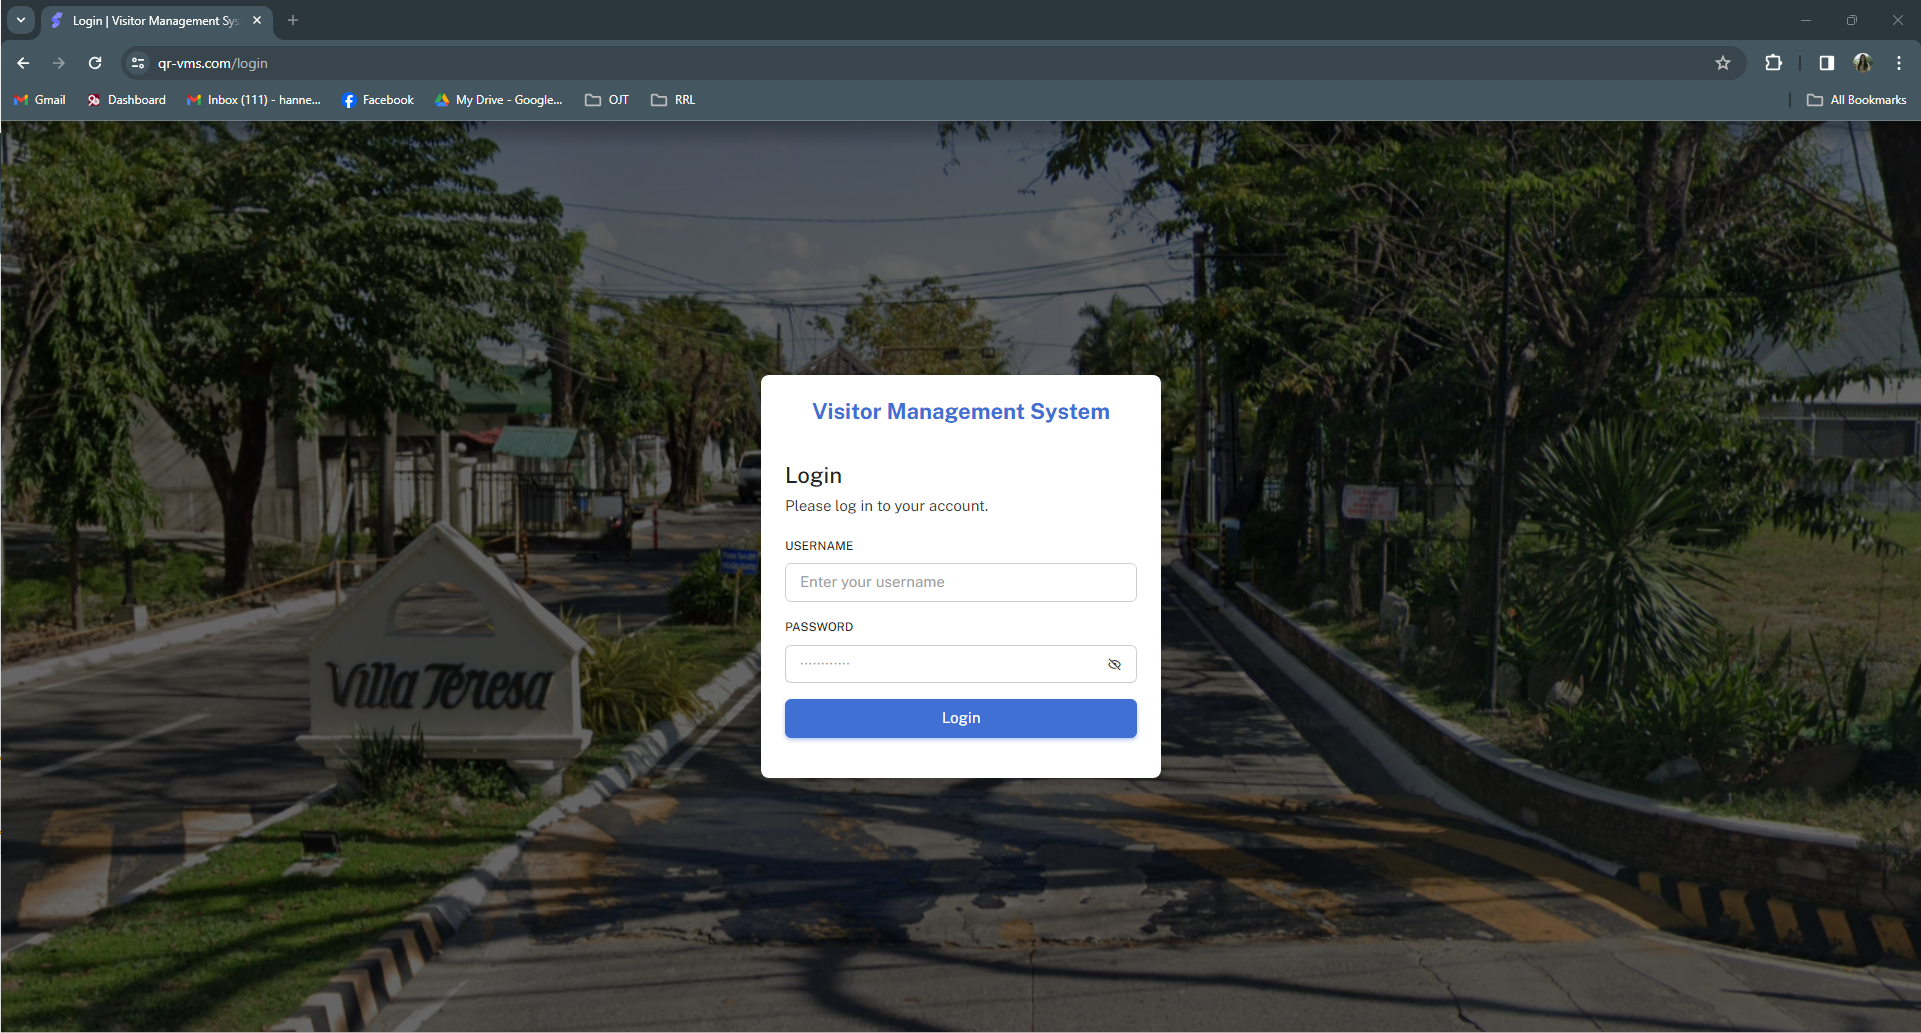 Login | Visitor Management Sys
qr-vms.com/login
Gmail
Dashboard
Inbox (111) - hanne...
Facebook
My Drive - Google...
OJT
RRL
All Bookmarks
Visitor Management System
Login
Please log in to your account.
USERNAME
Enter your username
PASSWORD
Login
Villa Teresa